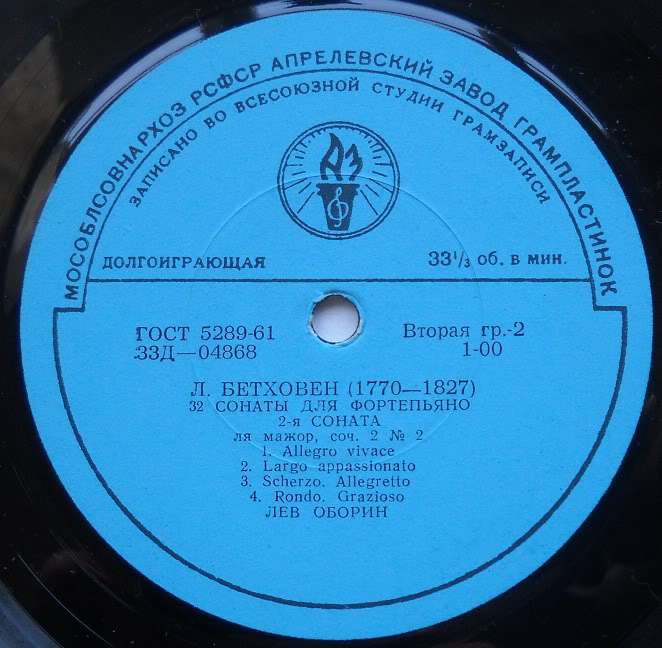 МОСОБЛСОВНАРХОЗ РСФСР АПРЕЛЕВСКИЙ ЗАВОД ГРАМПЛАСТИНОК
ЗАПИСАНО ВО ВСЕСОЮЗНОЙ СТУДИИ ГРАМЗАПИСИ
АЗ
ДОЛГОИГРАЮЩАЯ
33⅓ об. в мин.
ГОСТ 5289-61
Вторая гр.-2
33Д—04868
1-00
Л. БЕТХОВЕН (1770—1827)
32 СОНАТЫ ДЛЯ ФОРТЕПЬЯНО
2-я СОНАТА
ля мажор, соч. 2 № 2
1. Allegro vivace
2. Largo appassionato
3. Scherzo. Allegretto
4. Rondo. Grazioso
ЛЕВ ОБОРИН